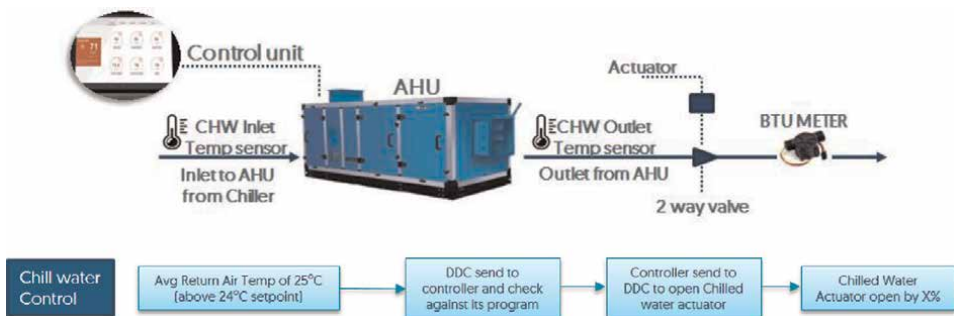 Control unit
AHU
Actuator
BTU METER
CHW Inlet
Temp sensor
Inlet to AHU
from Chiller
CHW Outlet
Temp sensor
Outlet from AHU
2 way valve
Chill water
Control
Avg Return Air Temp of 25°C
(above 24°C setpoint)
DDC send to
controller and check
against its program
Controller send to
DDC to open Chilled
water actuator
Chilled Water
Actuator open by X%